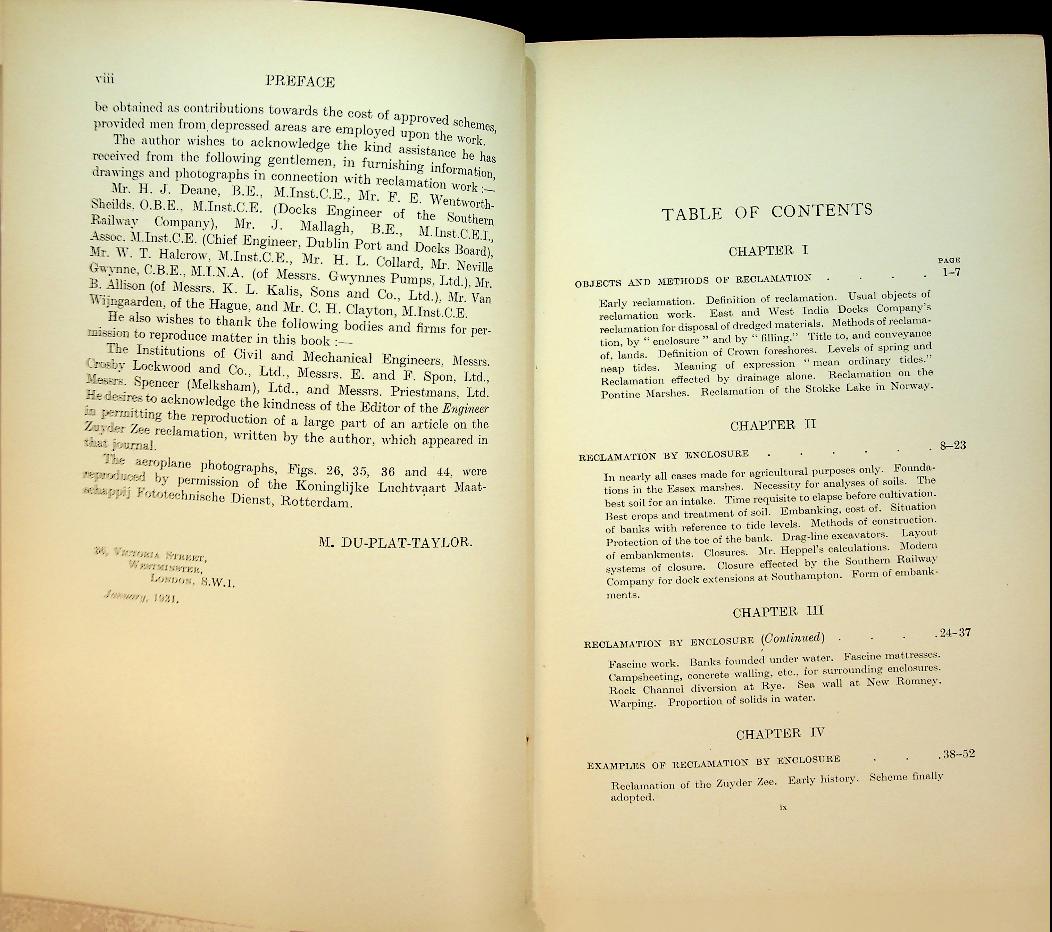 viii PREFACE
be obtained as contributions towards the cost of approved schemes,
provided men from depressed areas are employed upon the work.
The author wishes to acknowledge the kind assistance he has
received from the following gentlemen, in furnishing information,
drawings and photographs in connection with reclamation work :—
Mr. H. J. Deane, B.E., M.Inst.C.E., Mr. F. E. Wentworth-
Sheilds, O.B.E., M.Inst.C.E. (Docks Engineer of the Southern
Railway Company), Mr. J. Mallagh, B.E., M.Inst.C.E.I.,
Assoc. M.Inst.C.E. (Chief Engineer, Dublin Port and Docks Board),
Mr. W. T. Halcrow, M.Inst.C.E., Mr. H. L. Collard, Mr. Neville
Gwynne, C.B.E., M.I.N.A. (of Messrs. Gwynnes Pumps, Ltd.), Mr.
B. Allison (of Messrs. K. L. Kalis, Sons and Co., Ltd.), Mr. Van
Wijngaarden, of the Hague, and Mr. C. H. Clayton, M.Inst.C.E.
He also wishes to thank the following bodies and firms for per-
mission to reproduce matter in this book :—
The Institutions of Civil and Mechanical Engineers, Messrs.
Crosby Lockwood and Co., Ltd., Messrs. E. and F. Spon, Ltd.,
Messrs. Spencer (Melksham), Ltd., and Messrs. Priestmans, Ltd.
He desires to acknowledge the kindness of the Editor of the Engineer
in permitting the reproduction of a large part of an article on the
Zuyder Zee reclamation, written by the author, which appeared in
that journal.
The aeroplane photographs, Figs. 26, 35, 36 and 44, were
reproduced by permission of the Koninglijke Luchtvaart Maat-
schappij Fototechnische Dienst, Rotterdam.
M. DU-PLAT-TAYLOR.
VICTORIA STREET,
WESTMINSTER,
LONDON, S.W.1.
January, 1931.
TABLE OF CONTENTS
CHAPTER I
PAGE
OBJECTS AND METHODS OF RECLAMATION . . . . 1–7
Early reclamation. Definition of reclamation. Usual objects of
reclamation work. East and West India Docks Company's
reclamation for disposal of dredged materials. Methods of reclama-
tion, by “ enclosure ” and by “ filling.” Title to, and conveyance
of, lands. Definition of Crown foreshores. Levels of spring and
neap tides. Meaning of expression “ mean ordinary tides.”
Reclamation effected by drainage alone. Reclamation on the
Pontine Marshes. Reclamation of the Stokke Lake in Norway.
CHAPTER II
RECLAMATION BY ENCLOSURE . . . . . . 8–23
In nearly all cases made for agricultural purposes only. Founda-
tions in the Essex marshes. Necessity for analyses of soils. The
best soil for an intake. Time requisite to elapse before cultivation.
Best crops and treatment of soil. Embanking, cost of. Situation
of banks with reference to tide levels. Methods of construction.
Protection of the toe of the bank. Drag-line excavators. Layout
of embankments. Closures. Mr. Heppel's calculations. Modern
systems of closure. Closure effected by the Southern Railway
Company for dock extensions at Southampton. Form of embank-
ments.
CHAPTER III
RECLAMATION BY ENCLOSURE (Continued) . . . . 24–37
Fascine work. Banks founded under water. Fascine mattresses.
Campsheeting, concrete walling, etc., for surrounding enclosures.
Rock Channel diversion at Rye. Sea wall at New Romney.
Warping. Proportion of solids in water.
CHAPTER IV
EXAMPLES OF RECLAMATION BY ENCLOSURE . . . 38–52
Reclamation of the Zuyder Zee. Early history. Scheme finally
adopted.
ix